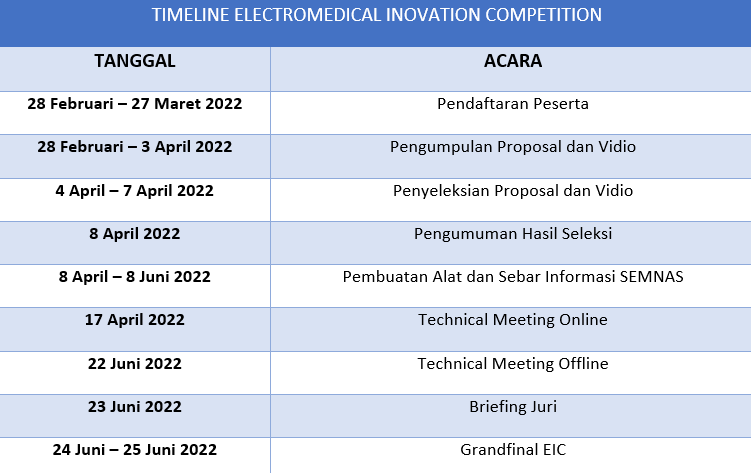 TIMELINE ELECTROMEDICAL INOVATION COMPETITION
TANGGAL ACARA
28 Februari – 27 Maret 2022 Pendaftaran Peserta
28 Februari – 3 April 2022 Pengumpulan Proposal dan Vidio
4 April – 7 April 2022 Penyeleksian Proposal dan Vidio
8 April 2022 Pengumuman Hasil Seleksi
8 April – 8 Juni 2022 Pembuatan Alat dan Sebar Informasi SEMNAS
17 April 2022 Technical Meeting Online
22 Juni 2022 Technical Meeting Offline
23 Juni 2022 Briefing Juri
24 Juni – 25 Juni 2022 Grandfinal EIC